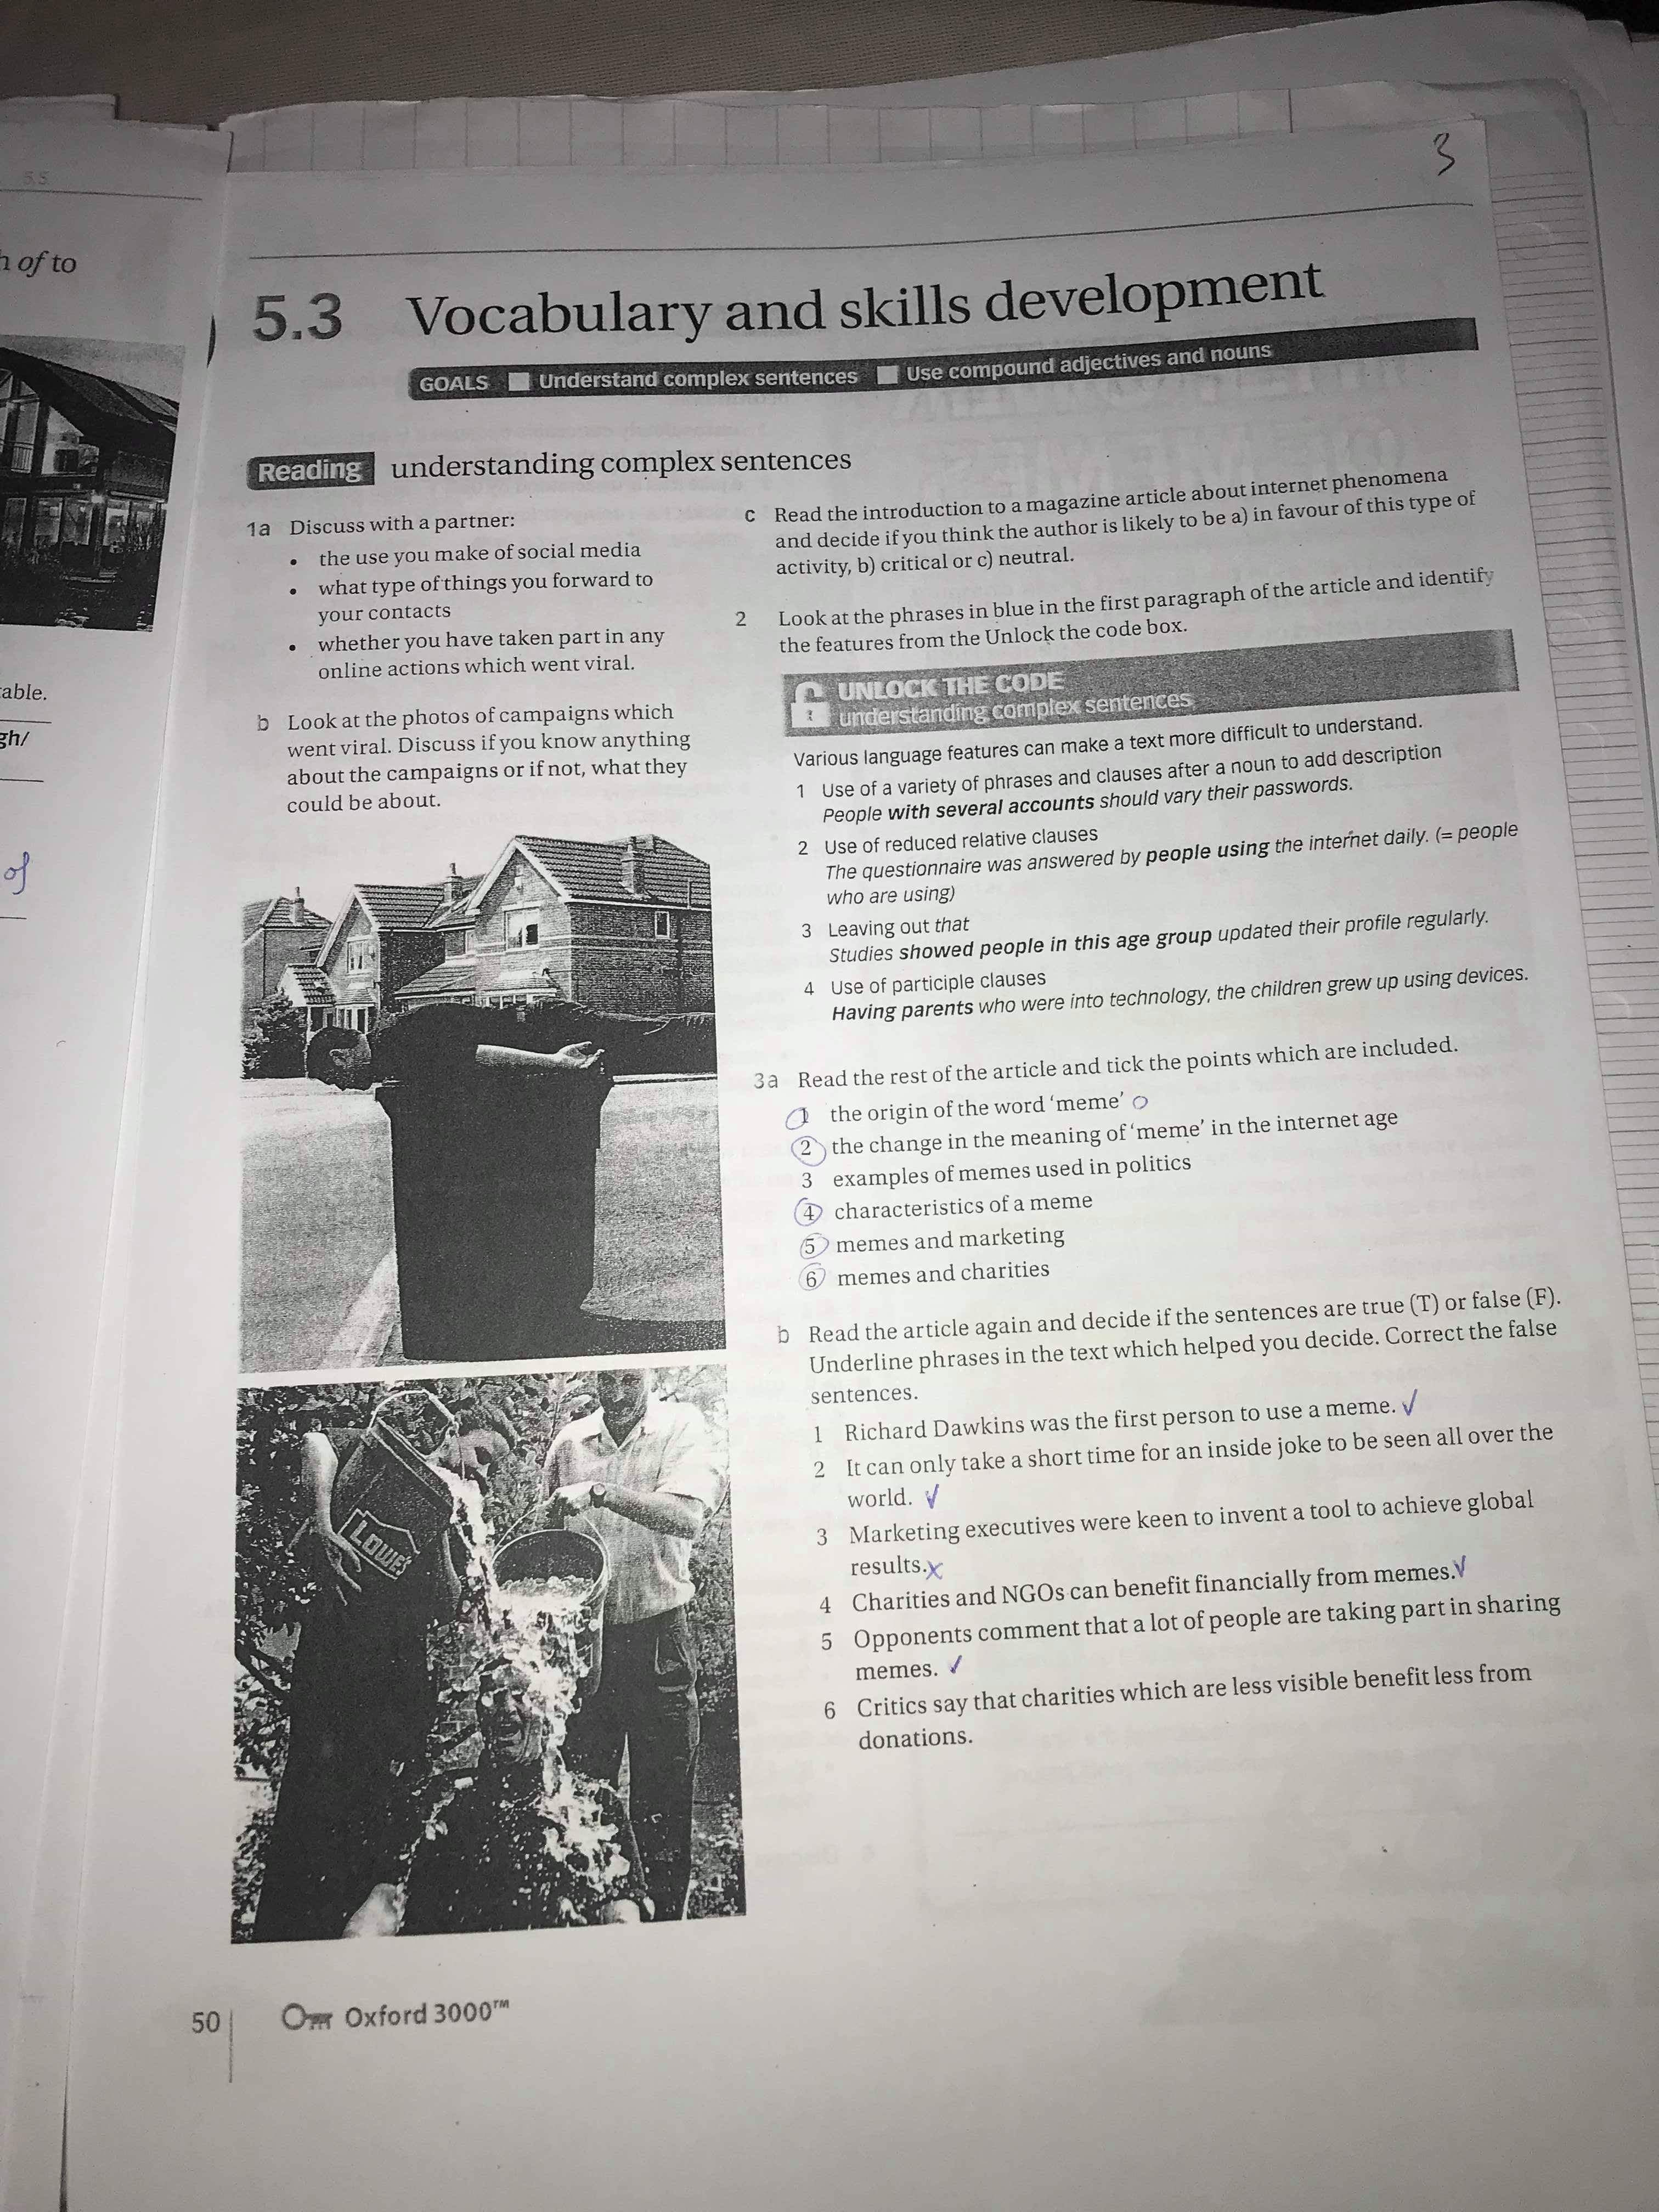 5.5
of to
able.
gh/
of
3
5.3 Vocabulary and skills development
GOALS Understand complex sentences Use compound adjectives and nouns
Reading understanding complex sentences
1a Discuss with a partner:
• the use you make of social media
• what type of things you forward to
your contacts
• whether you have taken part in any
online actions which went viral.
b Look at the photos of campaigns which
went viral. Discuss if you know anything
about the campaigns or if not, what they
could be about.
LOWE'S
c Read the introduction to a magazine article about internet phenomena
and decide if you think the author is likely to be a) in favour of this type of
activity, b) critical or c) neutral.
2 Look at the phrases in blue in the first paragraph of the article and identify
the features from the Unlock the code box.
UNLOCK THE CODE
understanding complex sentences
Various language features can make a text more difficult to understand.
1 Use of a variety of phrases and clauses after a noun to add description
People with several accounts should vary their passwords.
2 Use of reduced relative clauses
The questionnaire was answered by people using the internet daily. (= people
who are using)
3 Leaving out that
Studies showed people in this age group updated their profile regularly.
4 Use of participle clauses
Having parents who were into technology, the children grew up using devices.
3a Read the rest of the article and tick the points which are included.
1 the origin of the word 'meme'
2 the change in the meaning of 'meme' in the internet age
3 examples of memes used in politics
4 characteristics of a meme
5 memes and marketing
6 memes and charities
b Read the article again and decide if the sentences are true (T) or false (F).
Underline phrases in the text which helped you decide. Correct the false
sentences.
1 Richard Dawkins was the first person to use a meme. ✓
2 It can only take a short time for an inside joke to be seen all over the
world. ✓
3 Marketing executives were keen to invent a tool to achieve global
results. x
4 Charities and NGOs can benefit financially from memes. ✓
5 Opponents comment that a lot of people are taking part in sharing
memes. ✓
6 Critics say that charities which are less visible benefit less from
donations.
50 Oxford 3000™